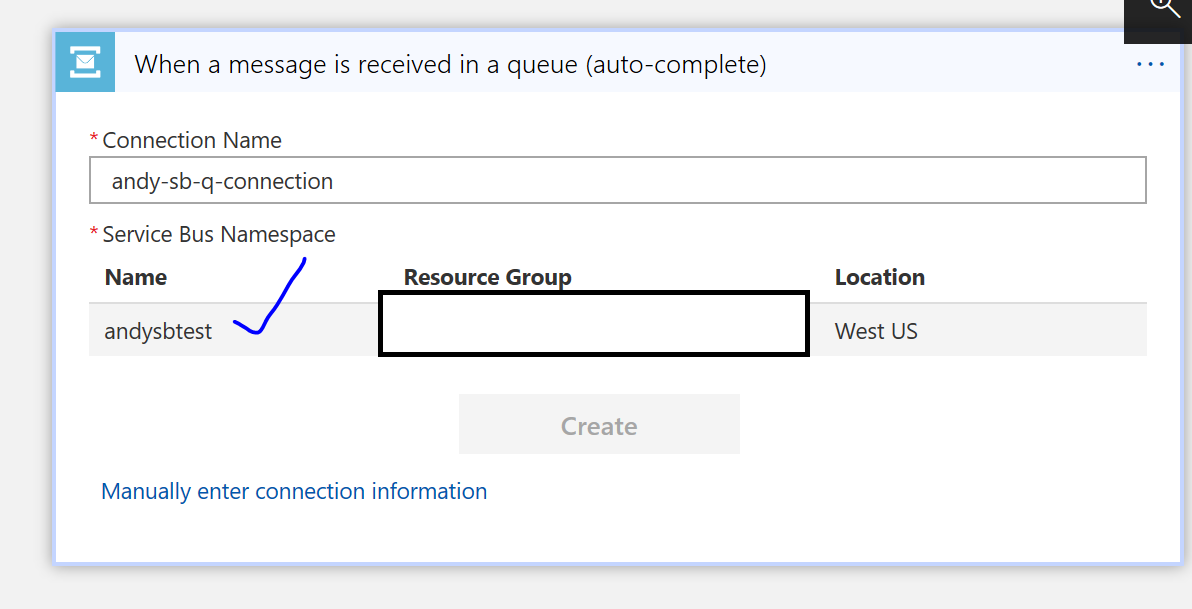 When a message is received in a queue (auto-complete)
* Connection Name
andy-sb-q-connection
* Service Bus Namespace
Name Resource Group Location
andysbtest West US
Create
Manually enter connection information